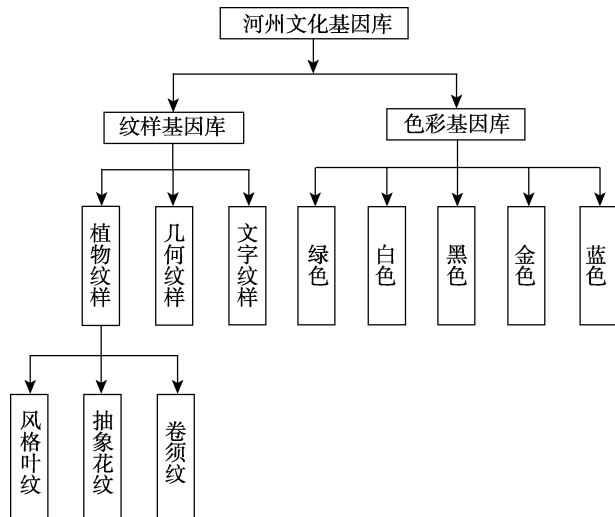 河州文化基因库
纹样基因库
色彩基因库
植物纹样
几何纹样
文字纹样
绿色
白色
黑色
金色
蓝色
风格叶纹
抽象花纹
卷须纹